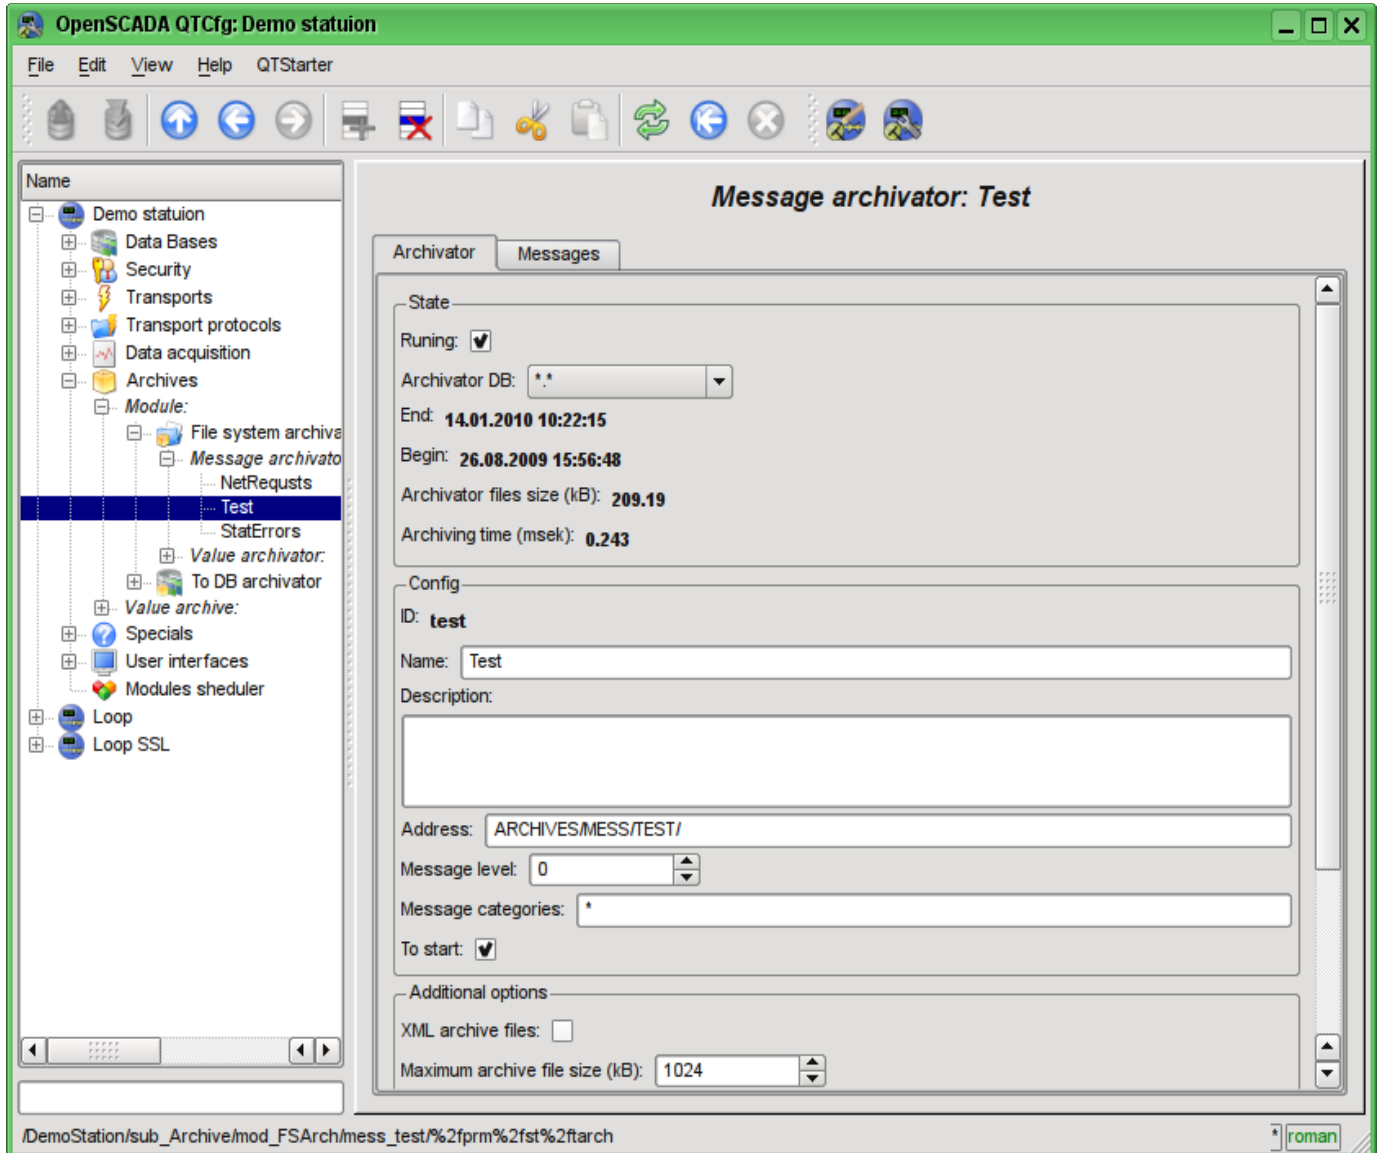 OpenSCADA QTCfg: Demo statuion
File Edit View Help QTStarter
Name
Demo statuion
Data Bases
Security
Transports
Transport protocols
Data acquisition
Archives
Module:
File system archiva
Message archivato
NetRequsts
Test
StatErrors
Value archivator:
To DB archivator
Value archive:
Specials
User interfaces
Modules sheduler
Loop
Loop SSL
Message archivator: Test
Archivator Messages
State
Runing:
Archivator DB: *.*
End: 14.01.2010 10:22:15
Begin: 26.08.2009 15:56:48
Archivator files size (kB): 209.19
Archiving time (msek): 0.243
Config
ID: test
Name: Test
Description:
Address: ARCHIVES/MESS/TEST/
Message level: 0
Message categories: *
To start:
Additional options
XML archive files:
Maximum archive file size (kB): 1024
/DemoStation/sub_Archive/mod_FSArch/mess_test/%2fprm%2fst%2ftarch
* roman